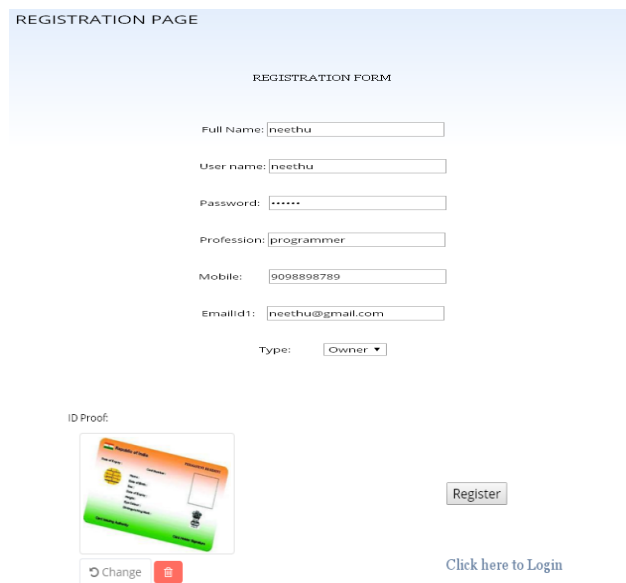 REGISTRATION PAGE
REGISTRATION FORM
Full Name: neethu
User name: neethu
Password: ······
Profession: programmer
Mobile: 9098898789
EmailId1: neethu@gmail.com
Type: Owner
ID Proof:
Republic of India
Register
Change
Click here to Login